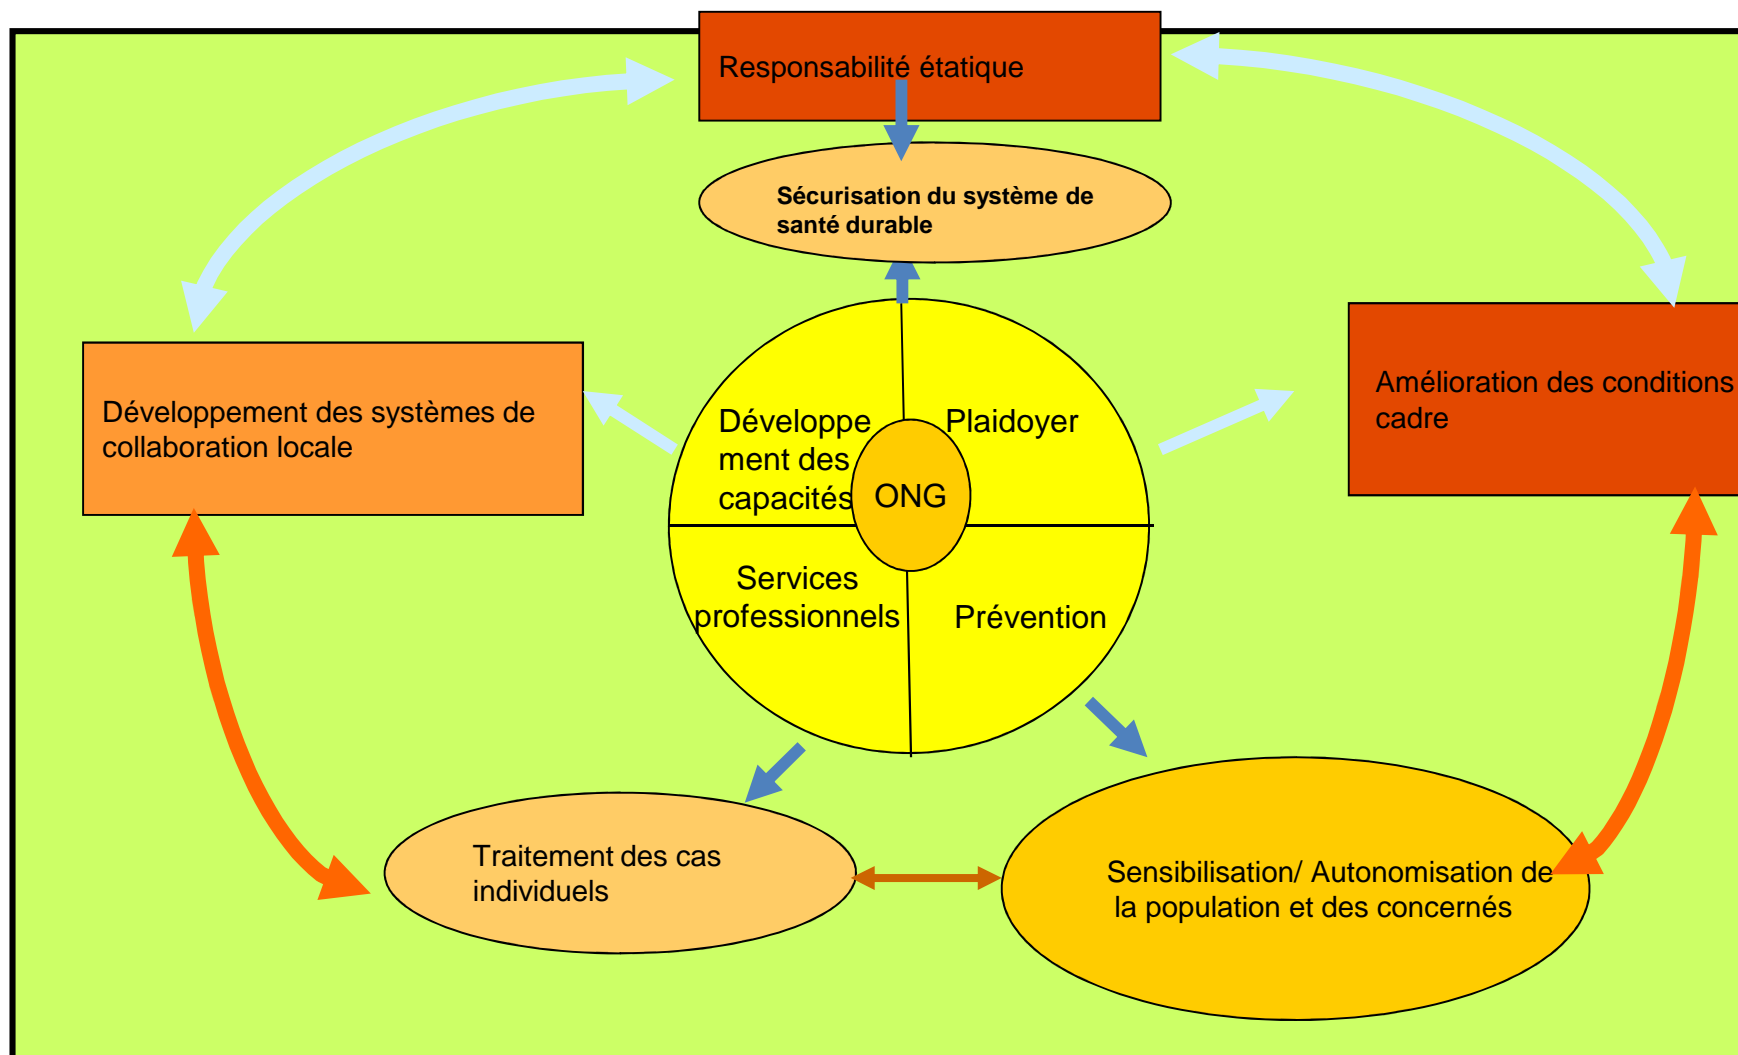 Responsabilité étatique
Sécurisation du système de
santé durable
Développement des systèmes de
collaboration locale
Amélioration des conditions
cadre
Développe
ment des
capacités
Plaidoyer
ONG
Services
professionnels
Prévention
Traitement des cas
individuels
Sensibilisation/ Autonomisation de
la population et des concernés